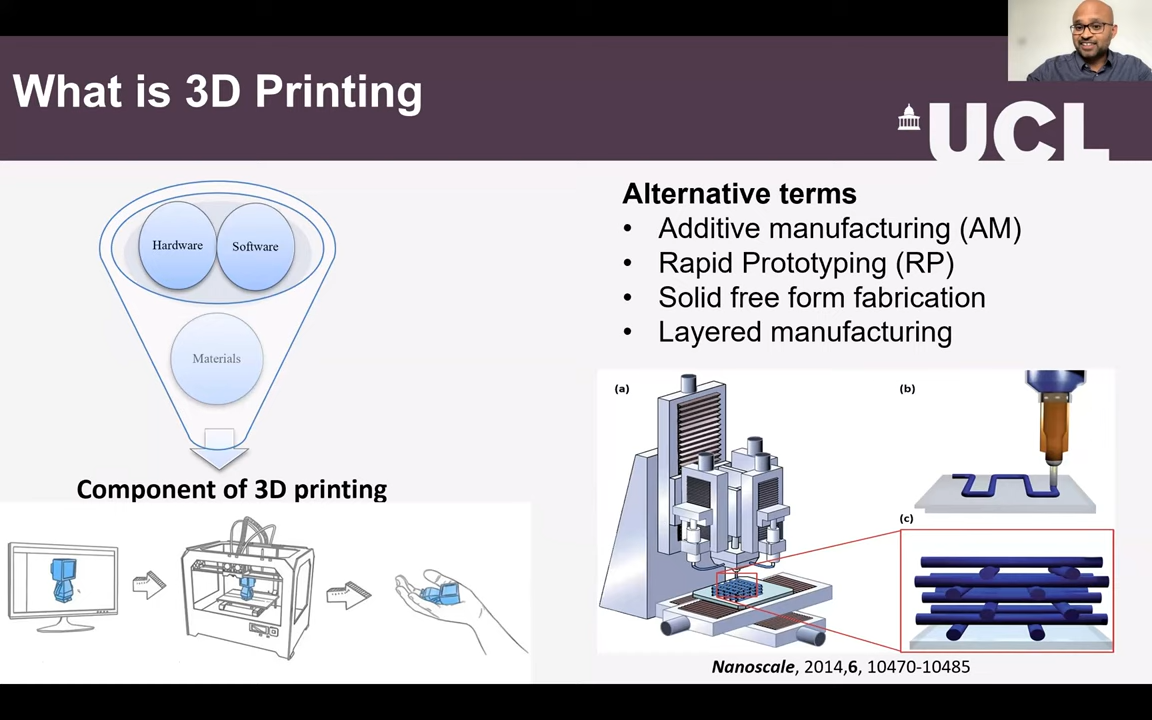 What is 3D Printing
UCL
Hardware
Software
Materials
Component of 3D printing
Alternative terms
• Additive manufacturing (AM)
• Rapid Prototyping (RP)
• Solid free form fabrication
• Layered manufacturing
(a)
(b)
(c)
Nanoscale, 2014,6, 10470-10485